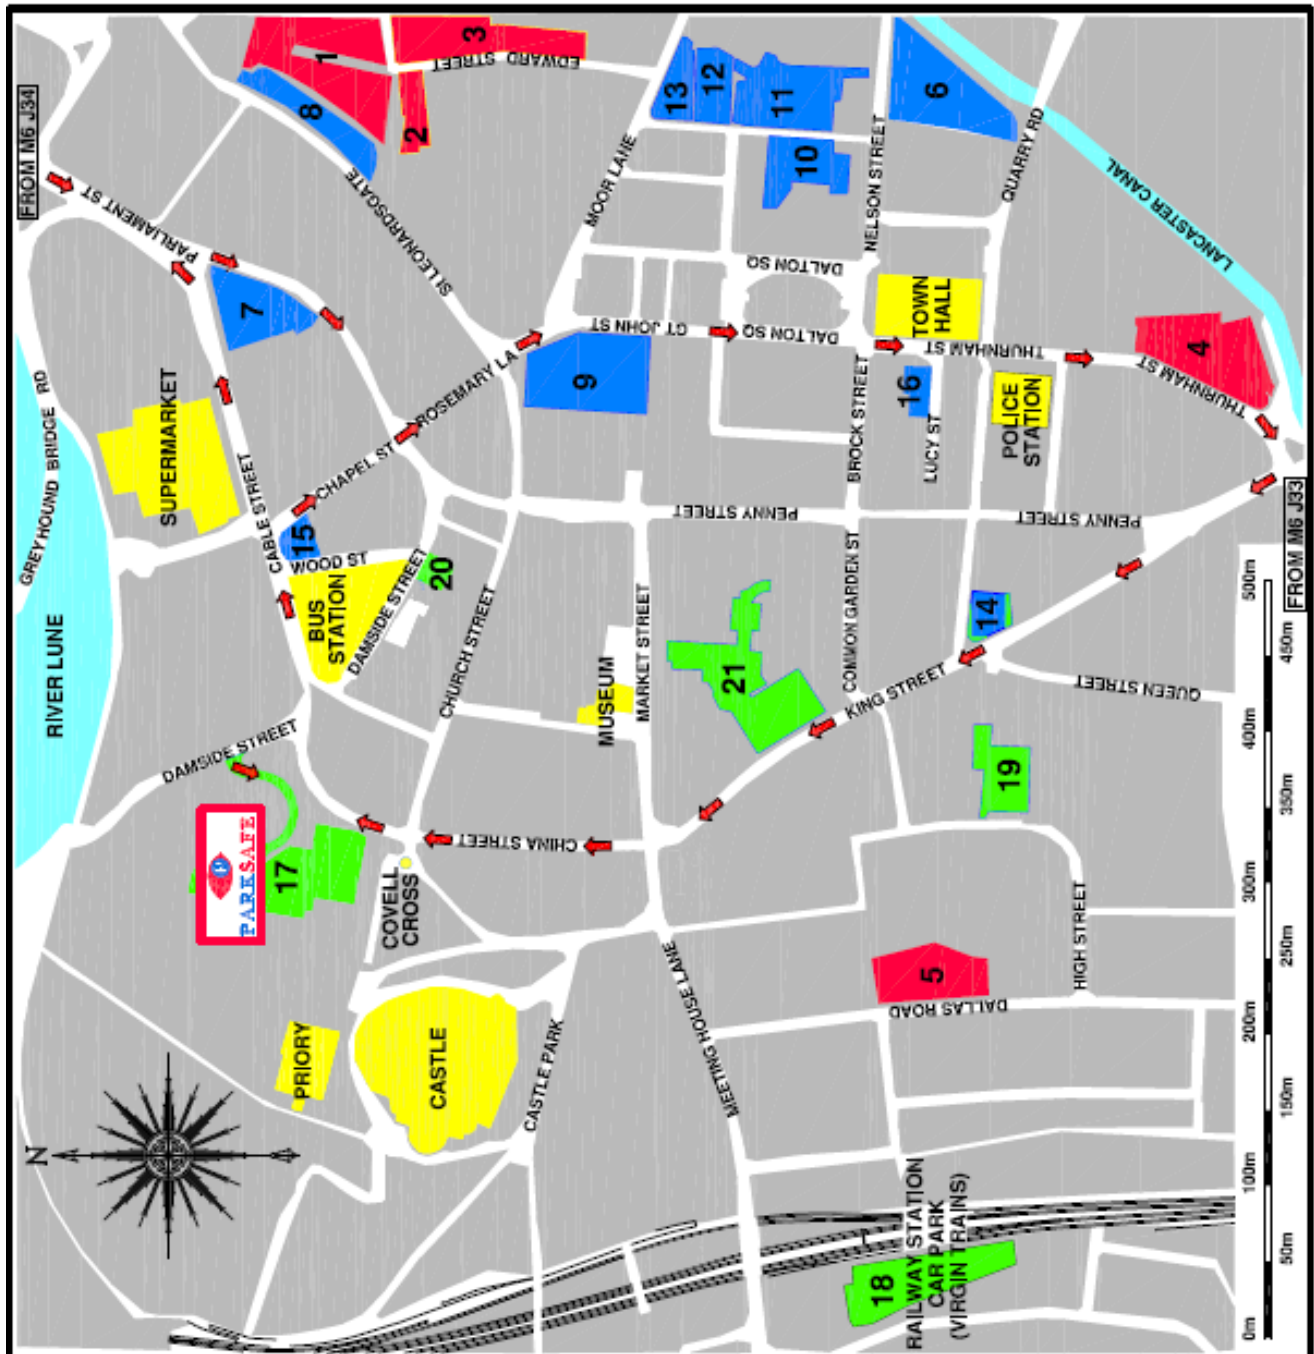 FROM M6 J34
PARLIAMENT ST
GREYHOUND BRIDGE RD
RIVER LUNE
SUPERMARKET
CABLE STREET
7
8
1
2
3
EDWARD STREET
ST LEONARDSGATE
MOOR LANE
13
12
11
10
6
NELSON STREET
QUARRY RD
LANCASTER CANAL
DALTON SQ
DALTON SQ
GT JOHN ST
ROSEMARY LA
CHAPEL ST
9
TOWN
HALL
THURNHAM ST
THURNHAM ST
4
BROCK STREET
16
LUCY ST
POLICE
STATION
15
WOOD ST
BUS
STATION
DAMSIDE STREET
20
CHURCH STREET
PENNY STREET
PENNY STREET
MUSEUM
MARKET STREET
21
COMMON GARDEN ST
KING STREET
14
QUEEN STREET
FROM M6 J33
DAMSIDE STREET
PARKSAFE
17
COVELL
CROSS
CHINA STREET
19
HIGH STREET
5
DALLAS ROAD
MEETING HOUSE LANE
CASTLE PARK
CASTLE
PRIORY
N
18
RAILWAY STATION
CAR PARK
(VIRGIN TRAINS)
0m
50m
100m
150m
200m
250m
300m
350m
400m
450m
500m